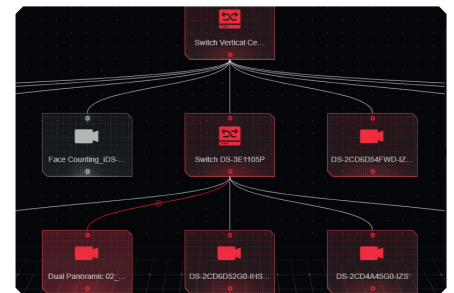 Switch Vertical Ce...
Face Counting_iDS-...
Switch DS-3E1105P
DS-2CD6D54FWD-IZ...
Dual Panoramic 02_...
DS-2CD6D52G0-IHS...
DS-2CD4A45G0-IZS